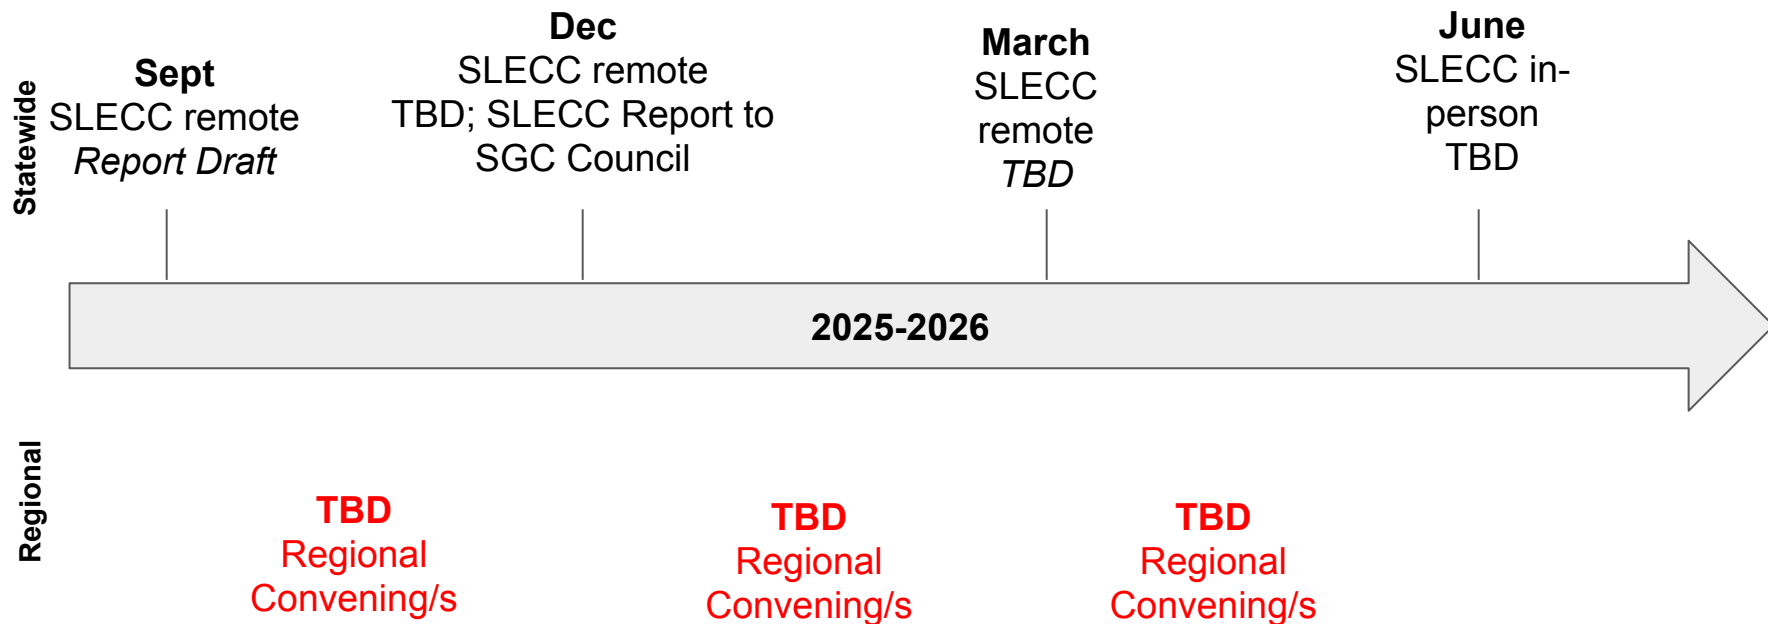 Statewide
Sept
SLECC remote
Report Draft
Dec
SLECC remote
TBD; SLECC Report to
SGC Council
March
SLECC
remote
TBD
June
SLECC in-
person
TBD
2025-2026
Regional
TBD
Regional
Convening/s
TBD
Regional
Convening/s
TBD
Regional
Convening/s